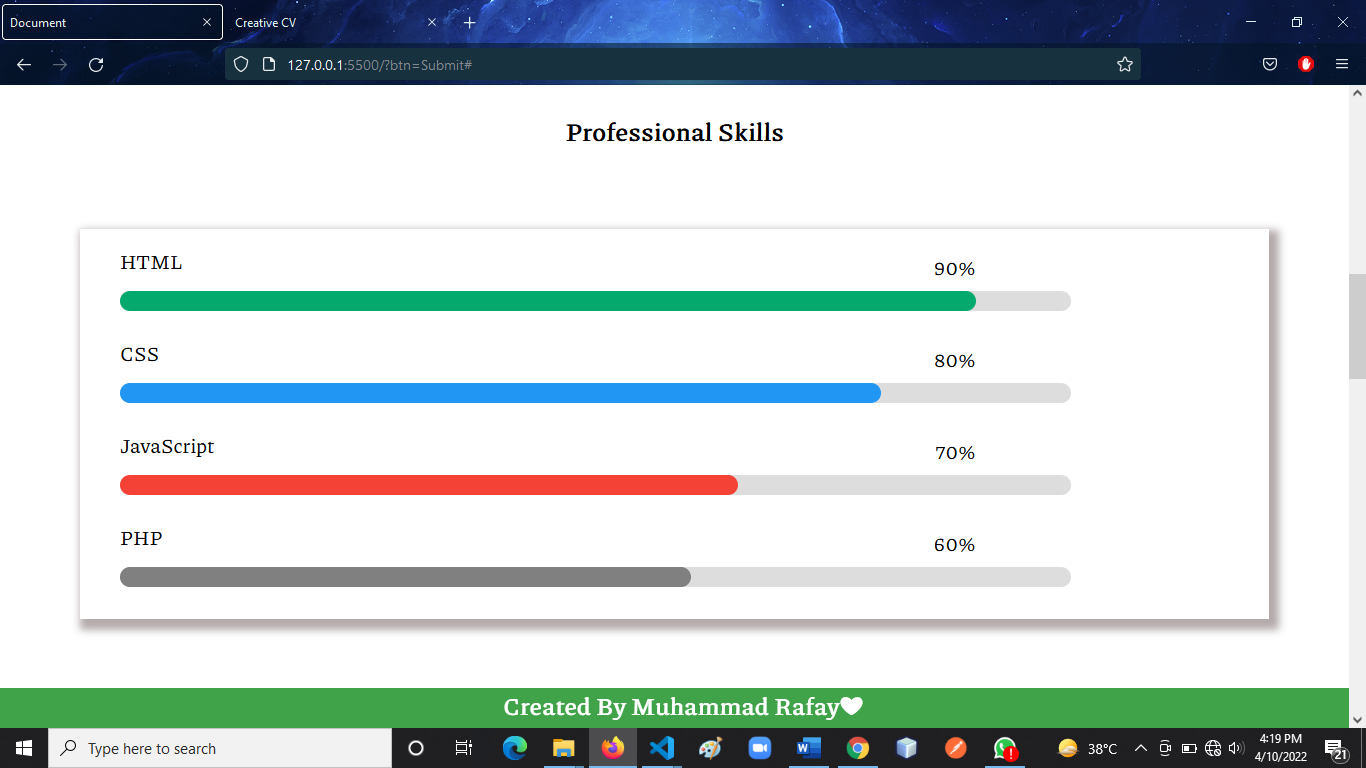 Document
Creative CV
127.0.0.1:5500/?btn=Submit#
Professional Skills
HTML
90%
CSS
80%
JavaScript
70%
PHP
60%
Created By Muhammad Rafay
Type here to search
W
38°C
4:19 PM
4/10/2022
21